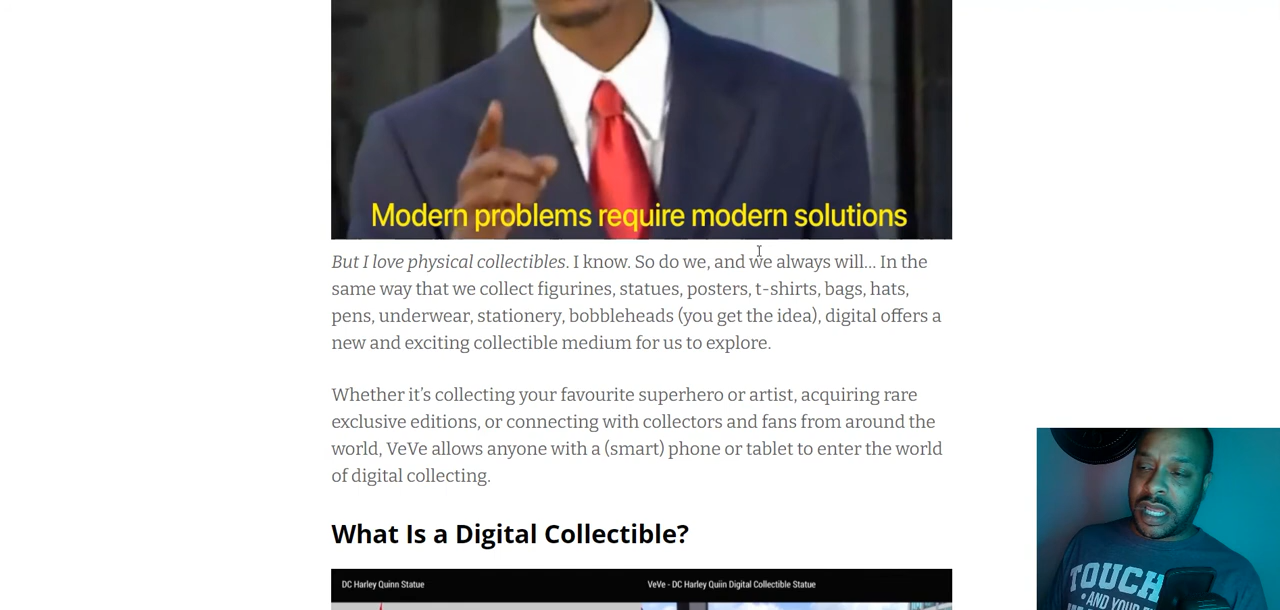 Modern problems require modern solutions
But I love physical collectibles. I know. So do we, and we always will... In the
same way that we collect figurines, statues, posters, t-shirts, bags, hats,
pens, underwear, stationery, bobbleheads (you get the idea), digital offers a
new and exciting collectible medium for us to explore.
Whether it’s collecting your favourite superhero or artist, acquiring rare
exclusive editions, or connecting with collectors and fans from around the
world, VeVe allows anyone with a (smart) phone or tablet to enter the world
of digital collecting.
What Is a Digital Collectible?
DC Harley Quinn Statue
VeVe - DC Harley Quiin Digital Collectible Statue
TOUCH
• AND YOUR